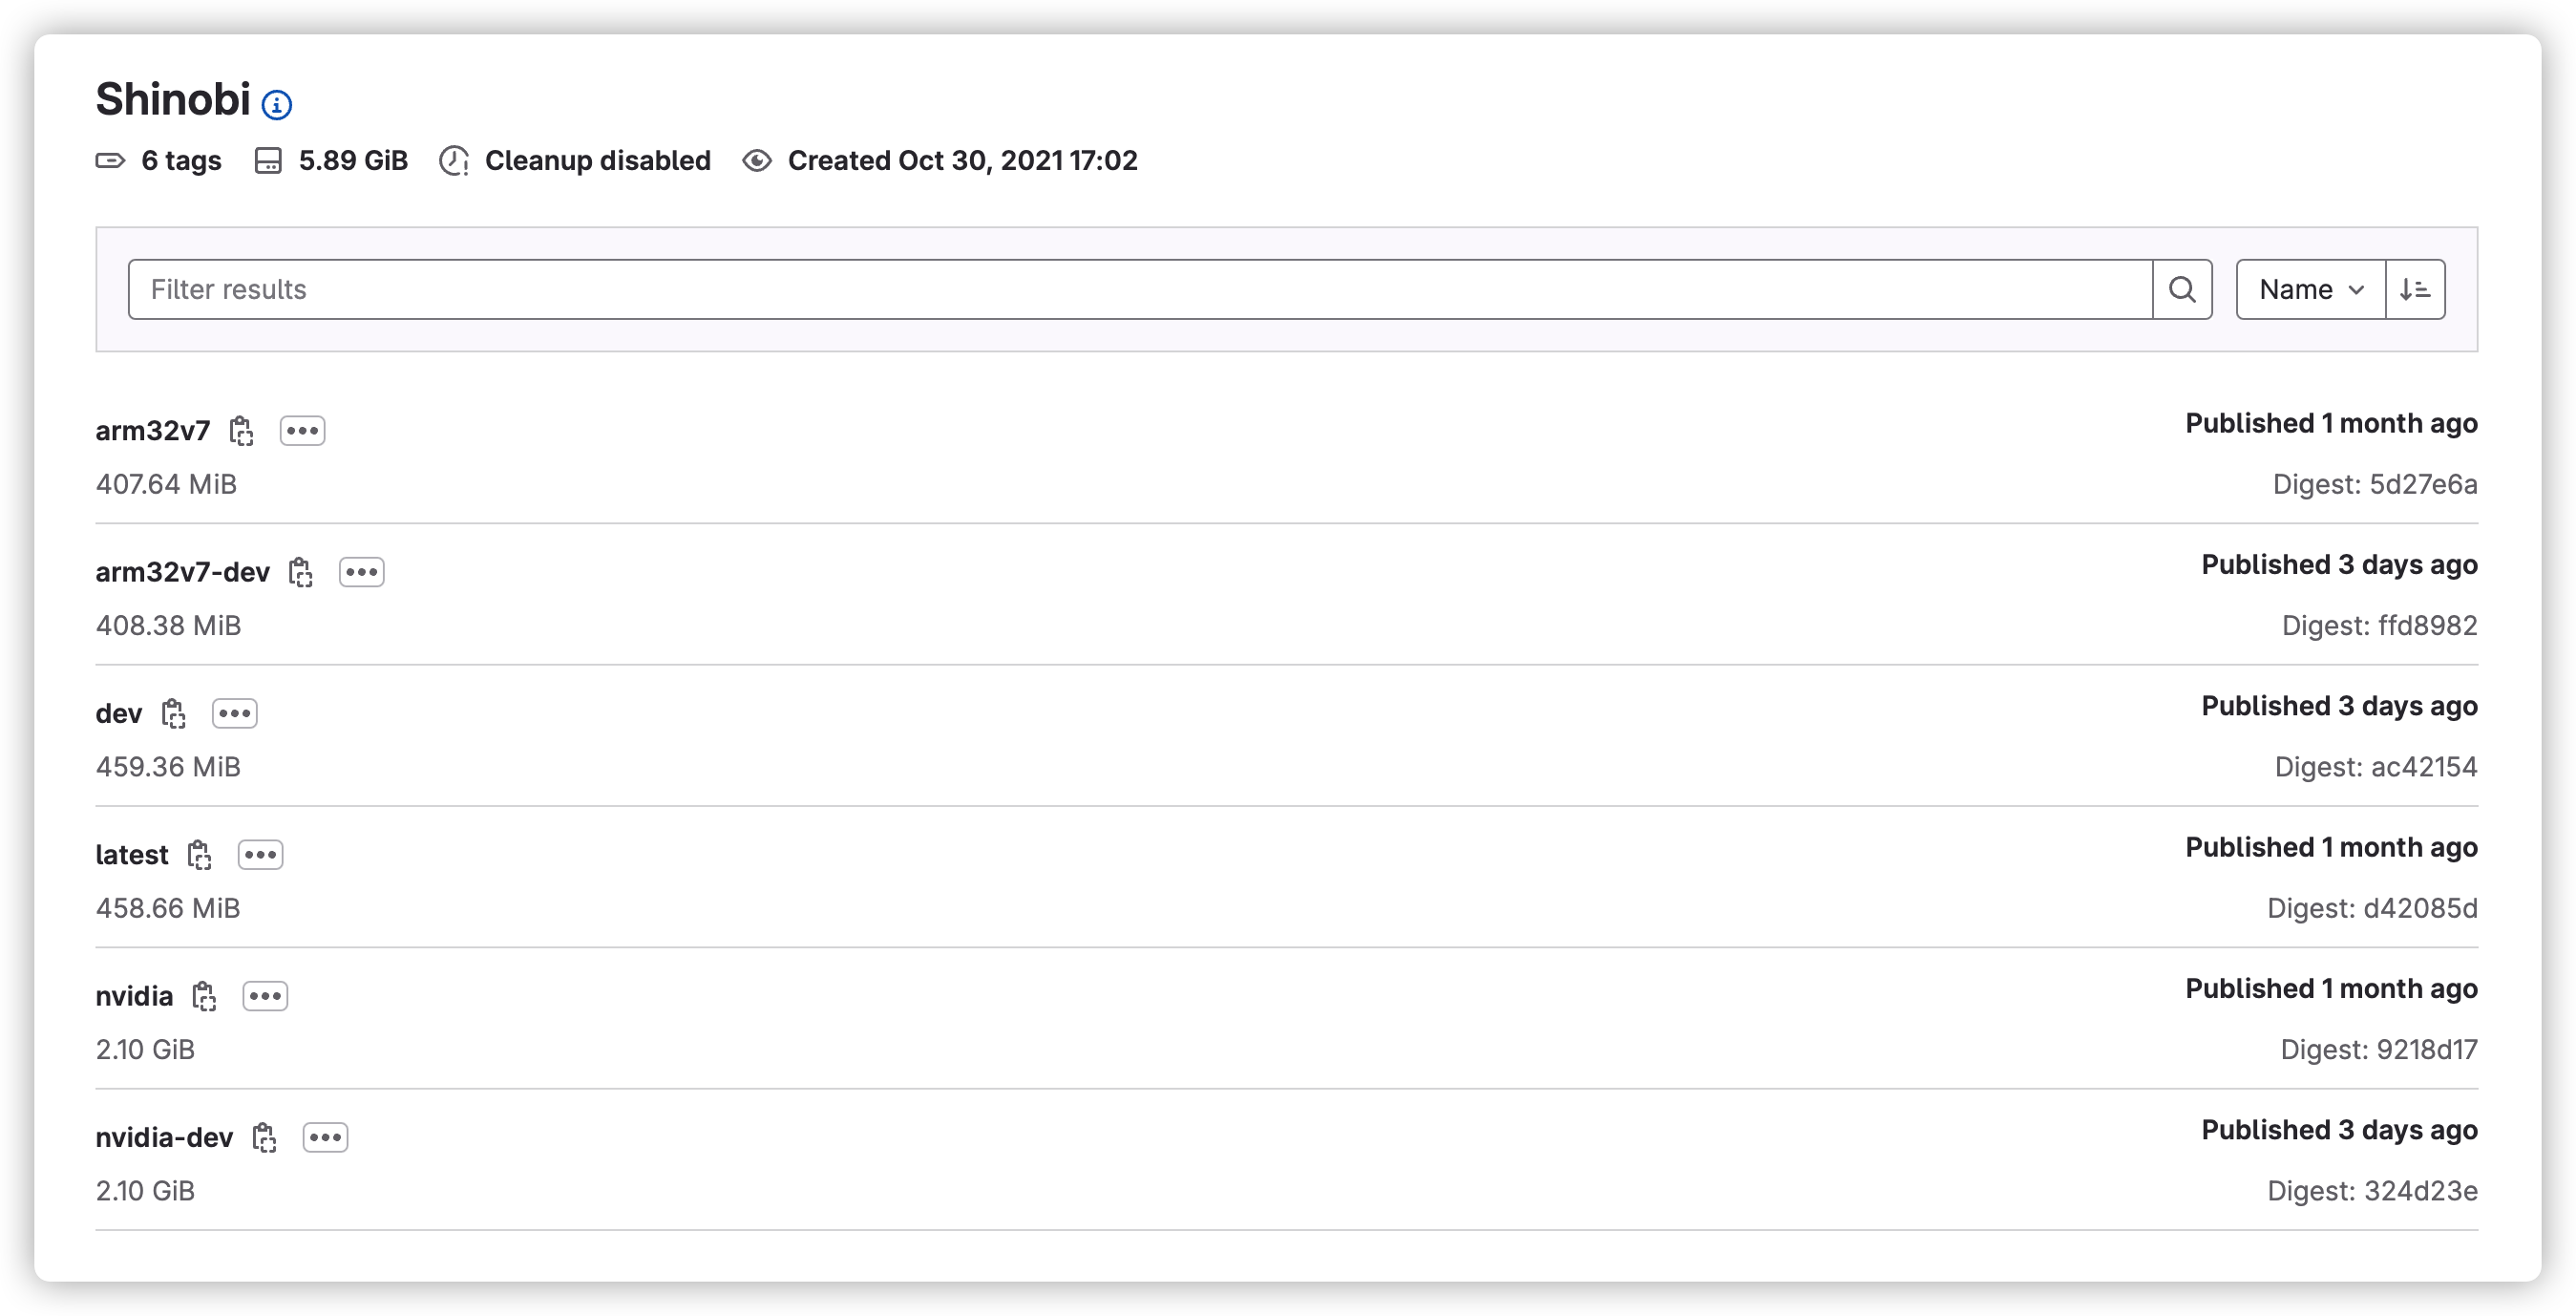 Shinobi
6 tags 5.89 GiB Cleanup disabled Created Oct 30, 2021 17:02
Filter results Name
arm32v7 Published 1 month ago
407.64 MiB Digest: 5d27e6a
arm32v7-dev Published 3 days ago
408.38 MiB Digest: ffd8982
dev Published 3 days ago
459.36 MiB Digest: ac42154
latest Published 1 month ago
458.66 MiB Digest: d42085d
nvidia Published 1 month ago
2.10 GiB Digest: 9218d17
nvidia-dev Published 3 days ago
2.10 GiB Digest: 324d23e